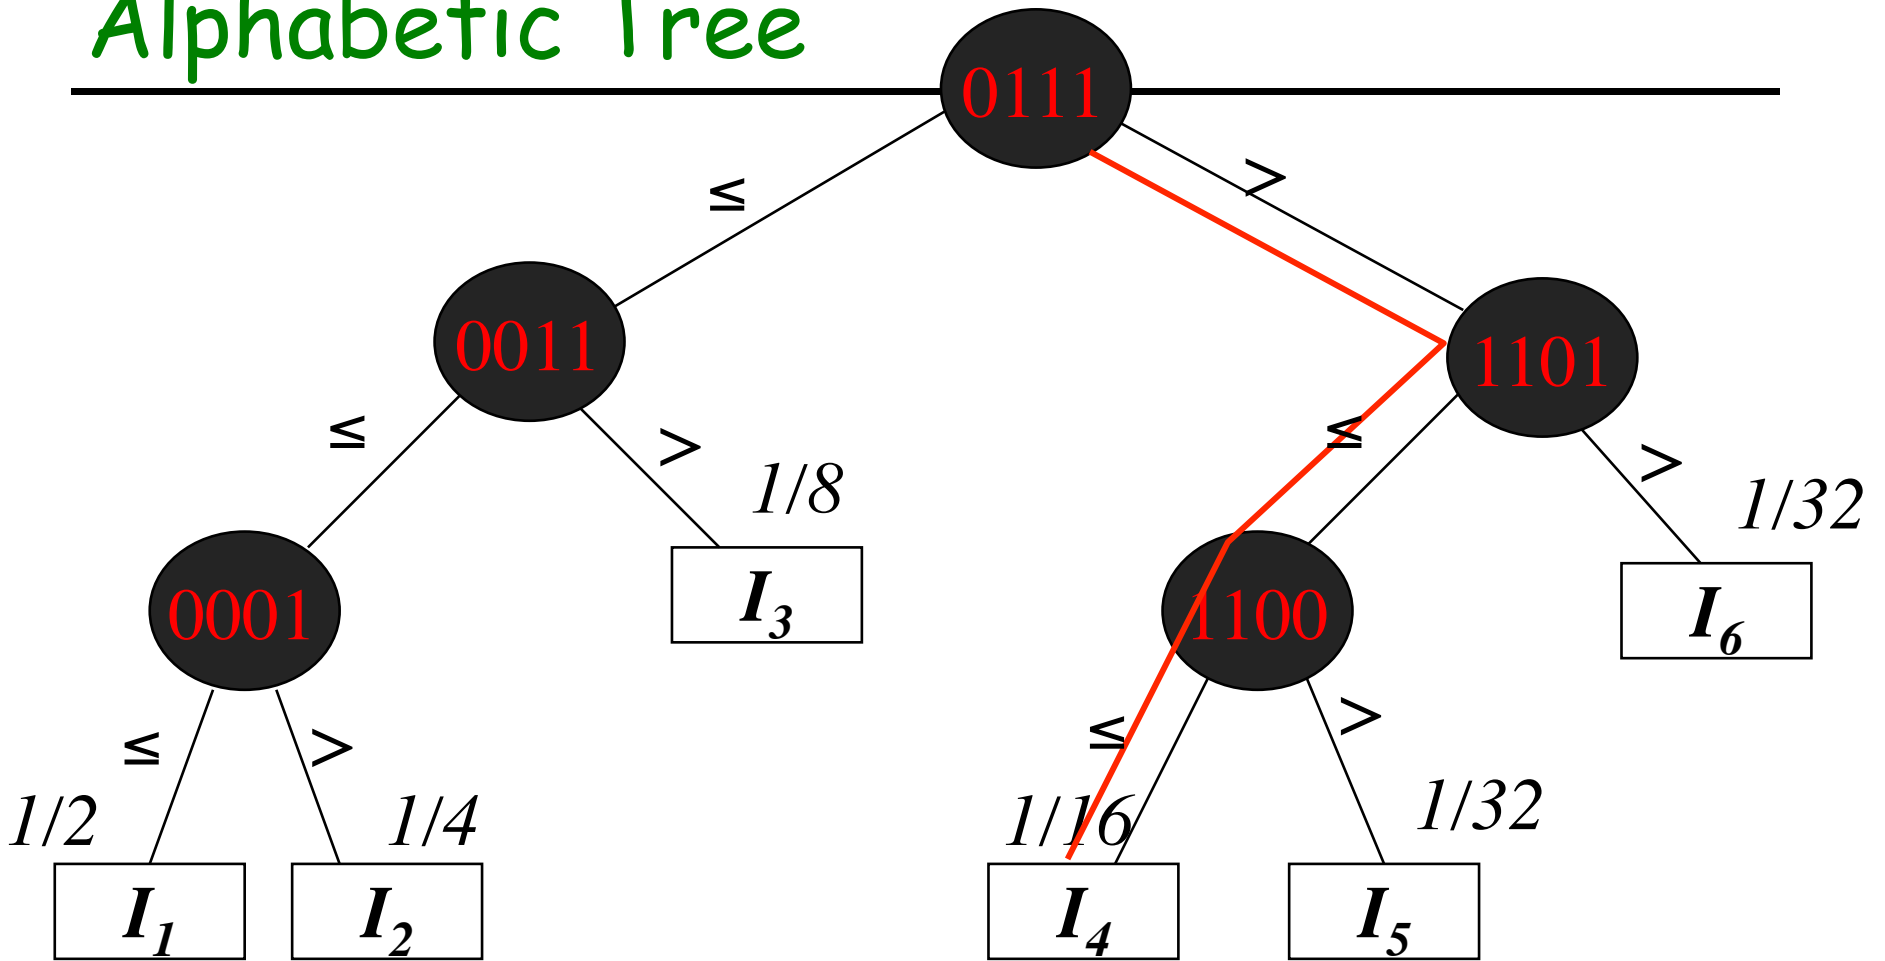 Alphabetic Tree
0111
≤ >
0011 1101
≤ > ≤ >
1/8 1/32
0001 I3 1100 I6
≤ > ≤ >
1/2 1/4 1/16 1/32
I1 I2 I4 I5